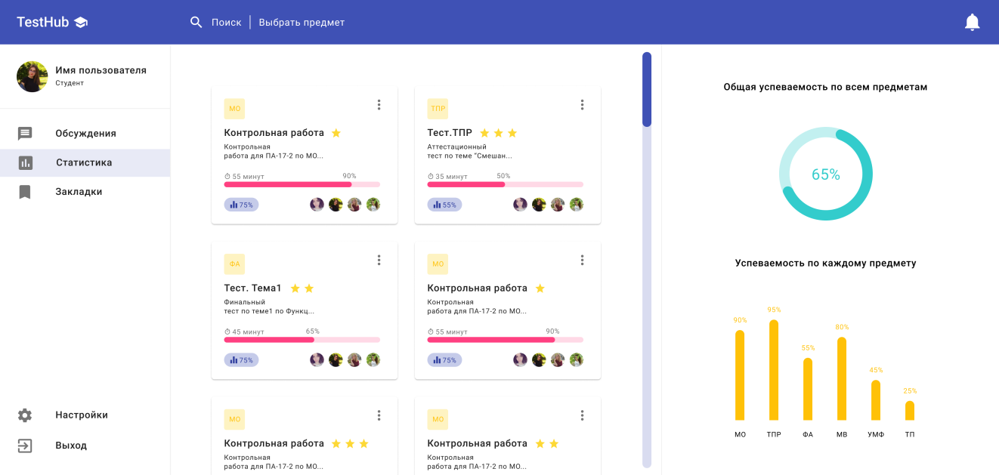 TestHub
Поиск
Выбрать предмет
Имя пользователя
Студент
Обсуждения
Статистика
Закладки
Настройки
Выход
МО
Контрольная работа
Контрольная
работа для ПА-17-2 по МО...
55 минут
90%
75%
ТПР
Тест.ТПР
Аттестационный
тест по теме "Смешан...
35 минут
50%
55%
ФА
Тест. Тема1
Финальный
тест по теме1 по Функц...
45 минут
65%
75%
МО
Контрольная работа
Контрольная
работа для ПА-17-2 по МО...
55 минут
90%
75%
МО
Контрольная работа
Контрольная
работа для ПА-17-2 по МО...
МО
Контрольная работа
Контрольная
работа для ПА-17-2 по МО...
Общая успеваемость по всем предметам
65%
Успеваемость по каждому предмету
90%
95%
55%
80%
45%
25%
МО
ТПР
ФА
МВ
УМФ
ТП